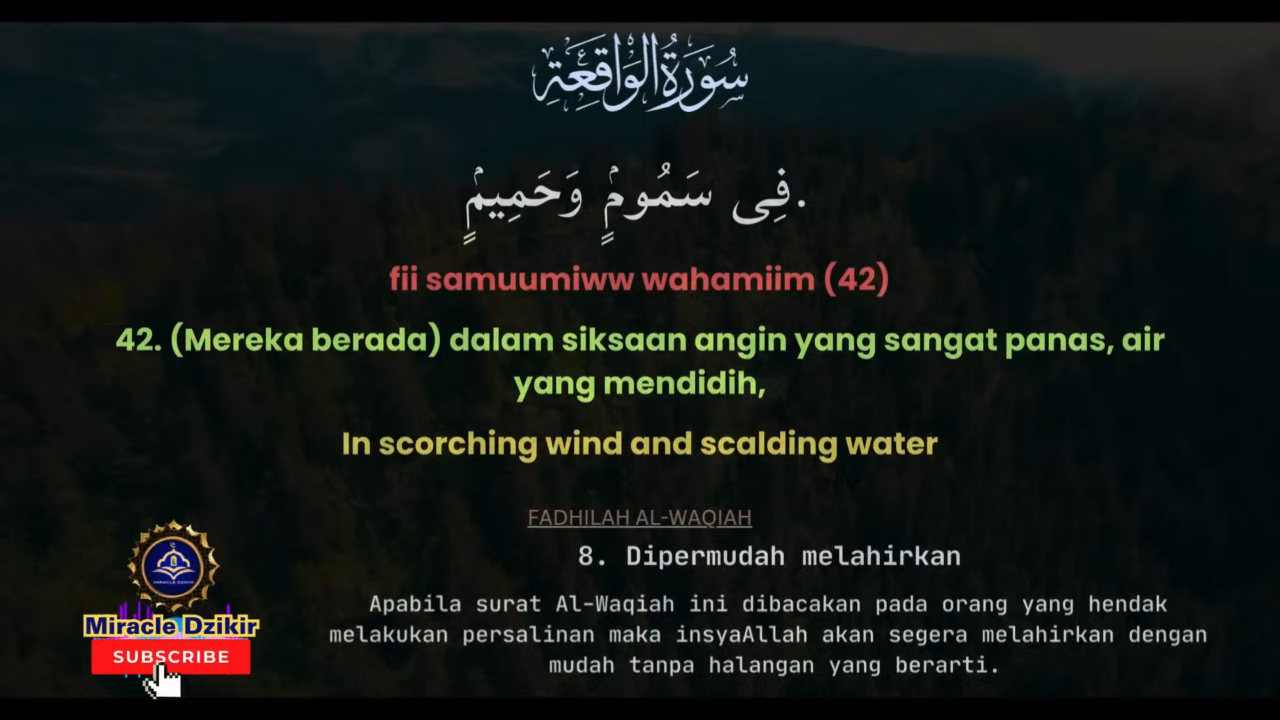 سُورَةُ الْوَاقِعَةِ
فِى سَمُومٍۢ وَحَمِيمٍۢ.
fii samuumiww wahamiim (42)
42. (Mereka berada) dalam siksaan angin yang sangat panas, air
yang mendidih,
In scorching wind and scalding water
FADHILAH AL-WAQIAH
8. Dipermudah melahirkan
Apabila surat Al-Waqiah ini dibacakan pada orang yang hendak
melakukan persalinan maka insyaAllah akan segera melahirkan dengan
mudah tanpa halangan yang berarti.
MIRACLE DZIKIR
Miracle Dzikir
SUBSCRIBE